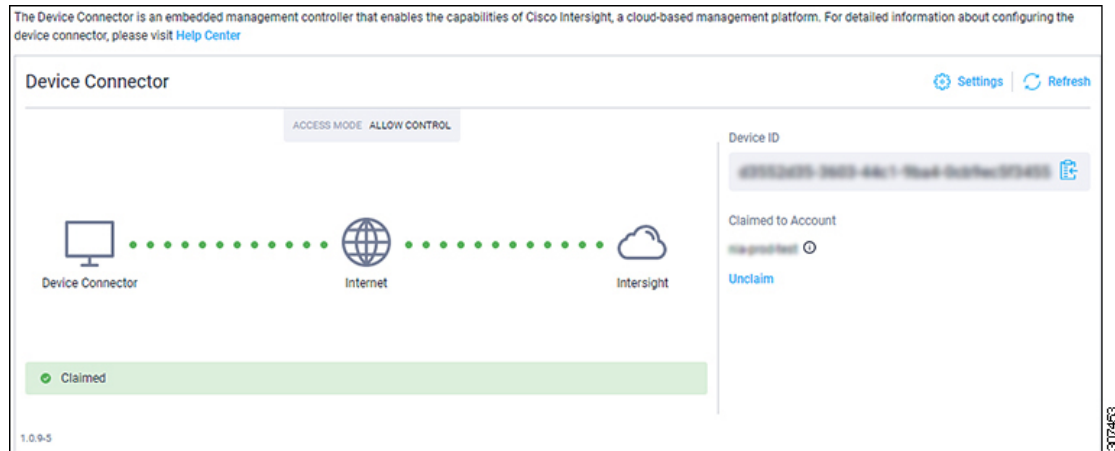 The Device Connector is an embedded management controller that enables the capabilities of Cisco Intersight, a cloud-based management platform. For detailed information about configuring the
device connector, please visit Help Center
Device Connector
Settings
Refresh
ACCESS MODE ALLOW CONTROL
Device ID
Device Connector
Internet
Intersight
Claimed to Account
Unclaim
Claimed
1.0.9-5
307463